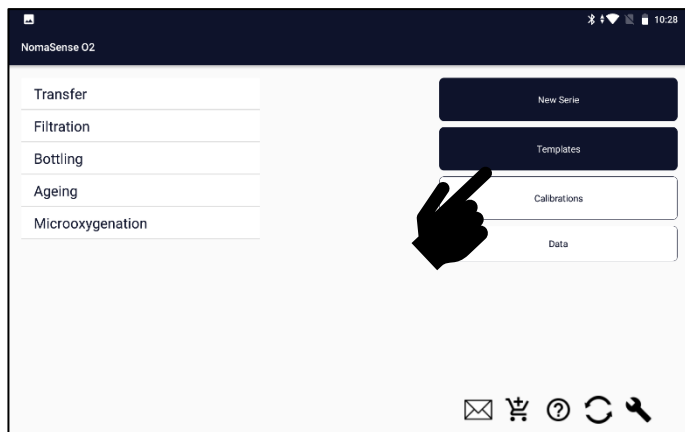 10:28
NomaSense O2
Transfer
Filtration
Bottling
Ageing
Microoxygenation
New Serie
Templates
Calibrations
Data